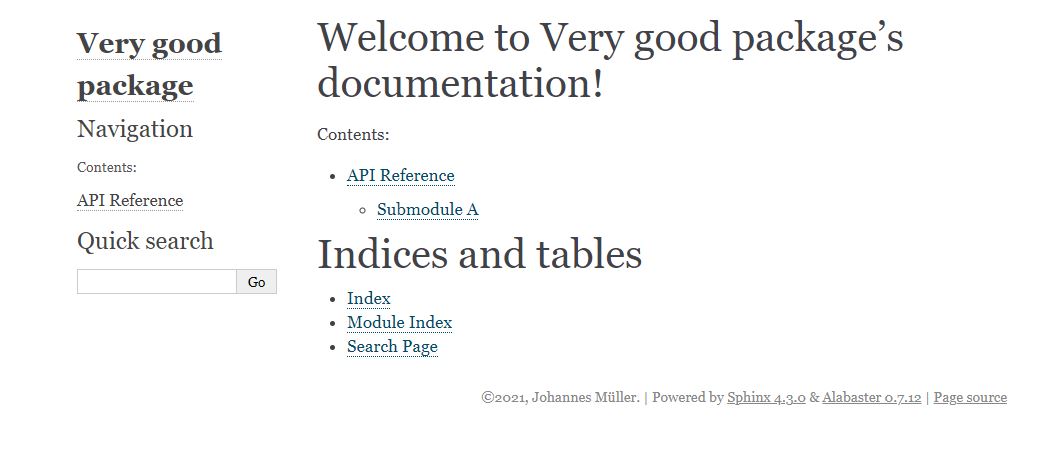 Very good
package
Navigation
Contents:
API Reference
Quick search
Go
Welcome to Very good package’s
documentation!
Contents:
API Reference
Submodule A
Indices and tables
Index
Module Index
Search Page
©2021, Johannes Müller. | Powered by Sphinx 4.3.0 & Alabaster 0.7.12 | Page source